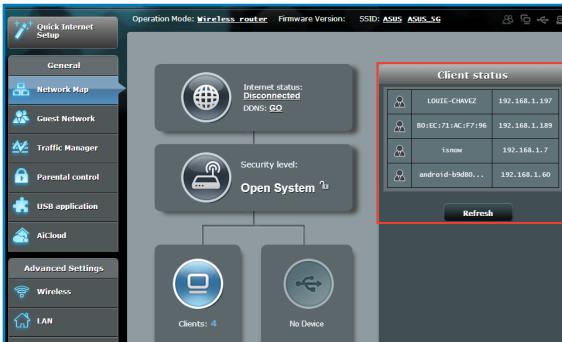 Quick Internet
Setup
Operation Mode: Wireless router Firmware Version: SSID: ASUS ASUS_5G
General
Network Map
Guest Network
Traffic Manager
Parental control
USB application
AiCloud
Advanced Settings
Wireless
LAN
Internet status:
Disconnected
DDNS: GO
Security level:
Open System
Clients: 4
No Device
Client status
LOUIE-CHAVEZ 192.168.1.197
B0:EC:71:AC:F7:96 192.168.1.189
isnow 192.168.1.7
android-b9d80... 192.168.1.60
Refresh